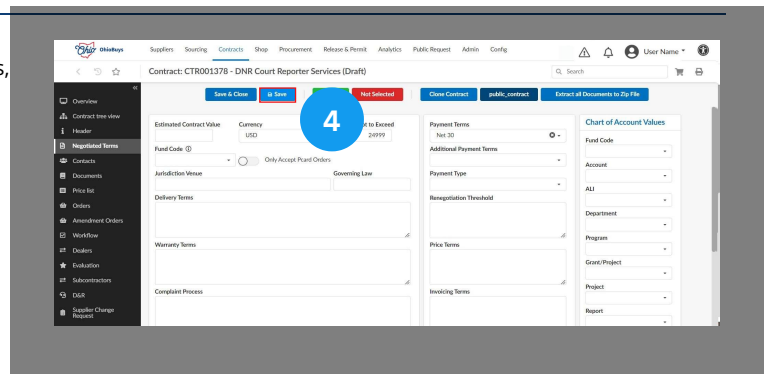 s,
Ohio OhioBuys
Suppliers Sourcing Contracts Shop Procurement Release & Permit Analytics Public Request Admin Config
User Name
Contract: CTR001378 - DNR Court Reporter Services (Draft)
Search
Save & Close Save Not Selected Clone Contract public_contract Extract all Documents to Zip File
4
Overview
Contract tree view
Header
Negotiated Terms
Contacts
Documents
Price list
Orders
Amendment Orders
Workflow
Dealers
Evaluation
Subcontractors
D&R
Supplier Change
Request
Estimated Contract Value Currency to Exceed
USD 24999
Fund Code
Only Accept Pcard Orders
Jurisdiction Venue Governing Law
Delivery Terms
Warranty Terms
Complaint Process
Payment Terms
Net 30
Additional Payment Terms
Payment Type
Renegotiation Threshold
Price Terms
Invoicing Terms
Chart of Account Values
Fund Code
Account
ALI
Department
Program
Grant/Project
Project
Report